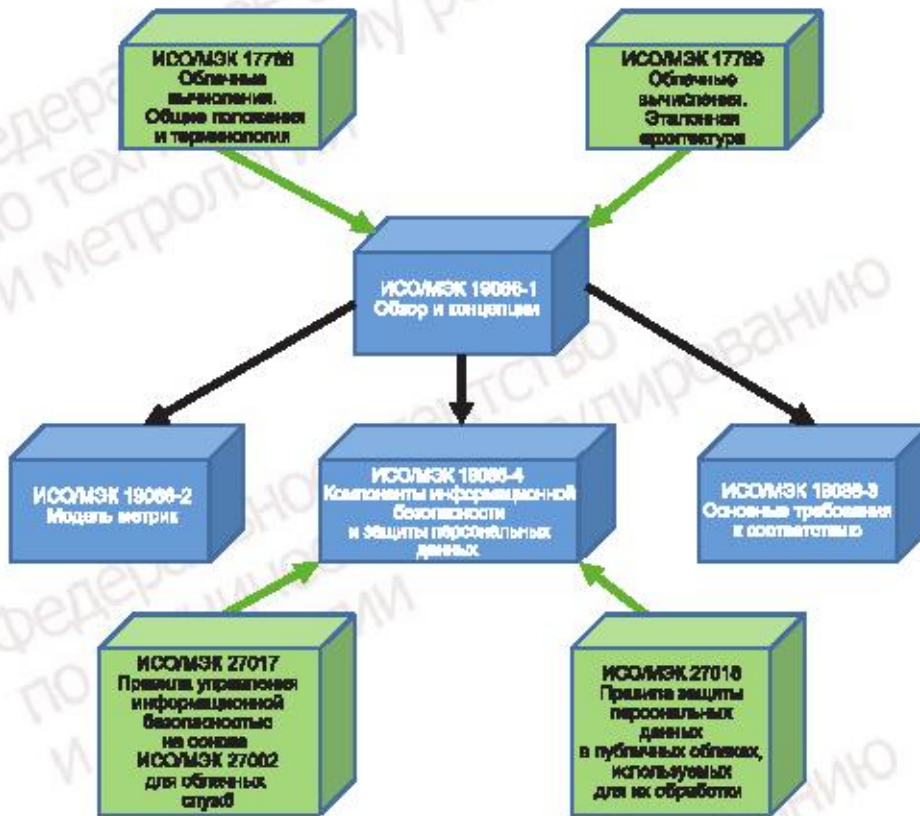 ИСО/МЭК 17788
Облачные
вычисления.
Общие положения
и терминология
ИСО/МЭК 17789
Облачные
вычисления.
Эталонная
архитектура
ИСО/МЭК 19086-1
Обзор и концепции
ИСО/МЭК 19086-2
Модель метрик
ИСО/МЭК 19086-4
Компоненты информационной
безопасности
и защиты персональных
данных
ИСО/МЭК 19086-3
Основные требования
к соответствию
ИСО/МЭК 27017
Правила управления
информационной
безопасностью
на основе
ИСО/МЭК 27002
для облачных
служб
ИСО/МЭК 27018
Правила защиты
персональных
данных
в публичных облаках,
используемых
для их обработки